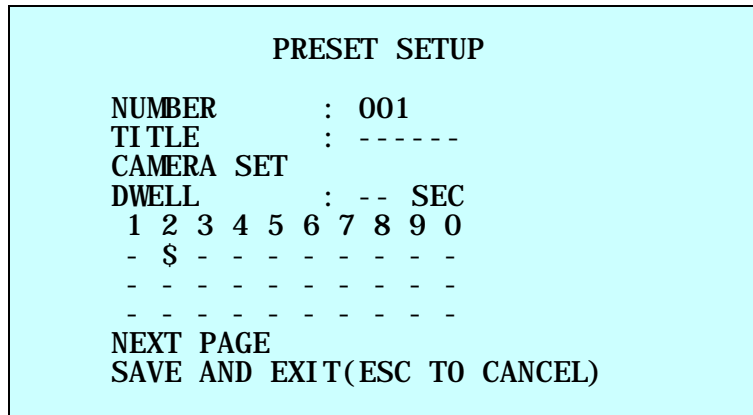 PRESET SETUP
NUMBER : 001
TITLE : ------
CAMERA SET
DWELL : -- SEC
1 2 3 4 5 6 7 8 9 0
- $ - - - - - - - -
- - - - - - - - - -
- - - - - - - - - -
NEXT PAGE
SAVE AND EXIT(ESC TO CANCEL)